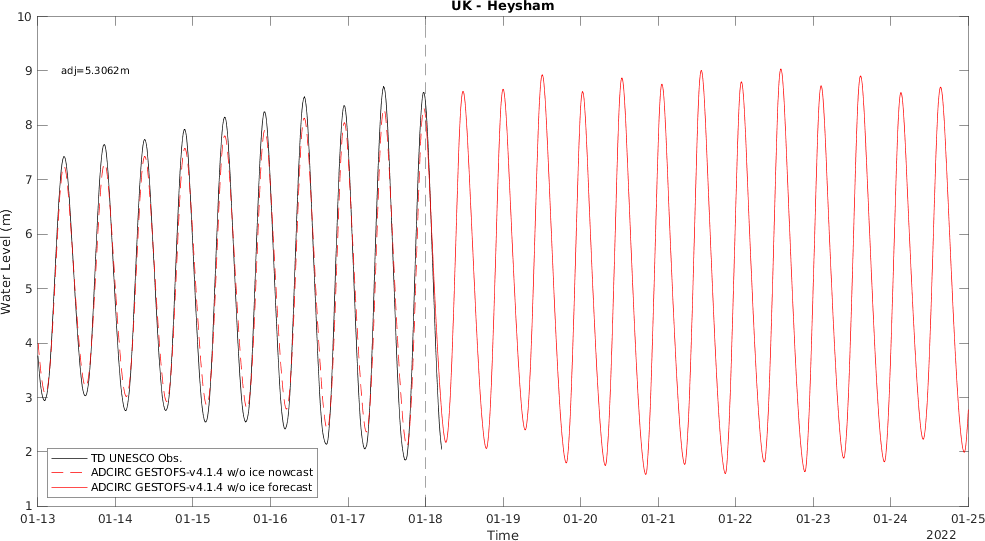 UK - Heysham
10
9
8
7
6
5
4
3
2
1
Water Level (m)
adj=5.3062m
TD UNESCO Obs.
ADCIRC GESTOFS-v4.1.4 w/o ice nowcast
ADCIRC GESTOFS-v4.1.4 w/o ice forecast
01-13 01-14 01-15 01-16 01-17 01-18 01-19 01-20 01-21 01-22 01-23 01-24 01-25
Time
2022